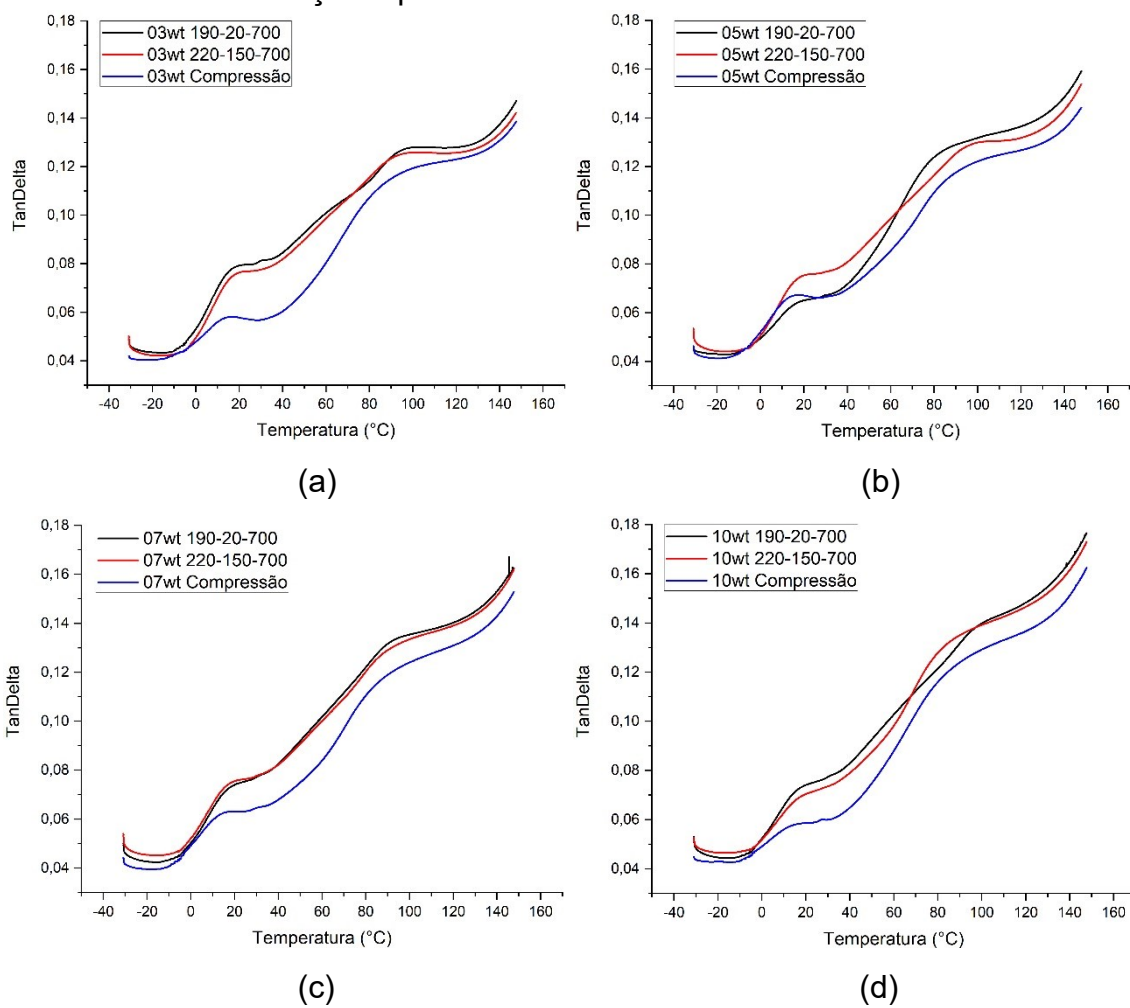 03wt 190-20-700
03wt 220-150-700
03wt Compressão
TanDelta
0,18
0,16
0,14
0,12
0,10
0,08
0,06
0,04
-40 -20 0 20 40 60 80 100 120 140 160
Temperatura (°C)
(a)
05wt 190-20-700
05wt 220-150-700
05wt Compressão
TanDelta
0,18
0,16
0,14
0,12
0,10
0,08
0,06
0,04
-40 -20 0 20 40 60 80 100 120 140 160
Temperatura (°C)
(b)
07wt 190-20-700
07wt 220-150-700
07wt Compressão
TanDelta
0,18
0,16
0,14
0,12
0,10
0,08
0,06
0,04
-40 -20 0 20 40 60 80 100 120 140 160
Temperatura (°C)
(c)
10wt 190-20-700
10wt 220-150-700
10wt Compressão
TanDelta
0,18
0,16
0,14
0,12
0,10
0,08
0,06
0,04
-40 -20 0 20 40 60 80 100 120 140 160
Temperatura (°C)
(d)